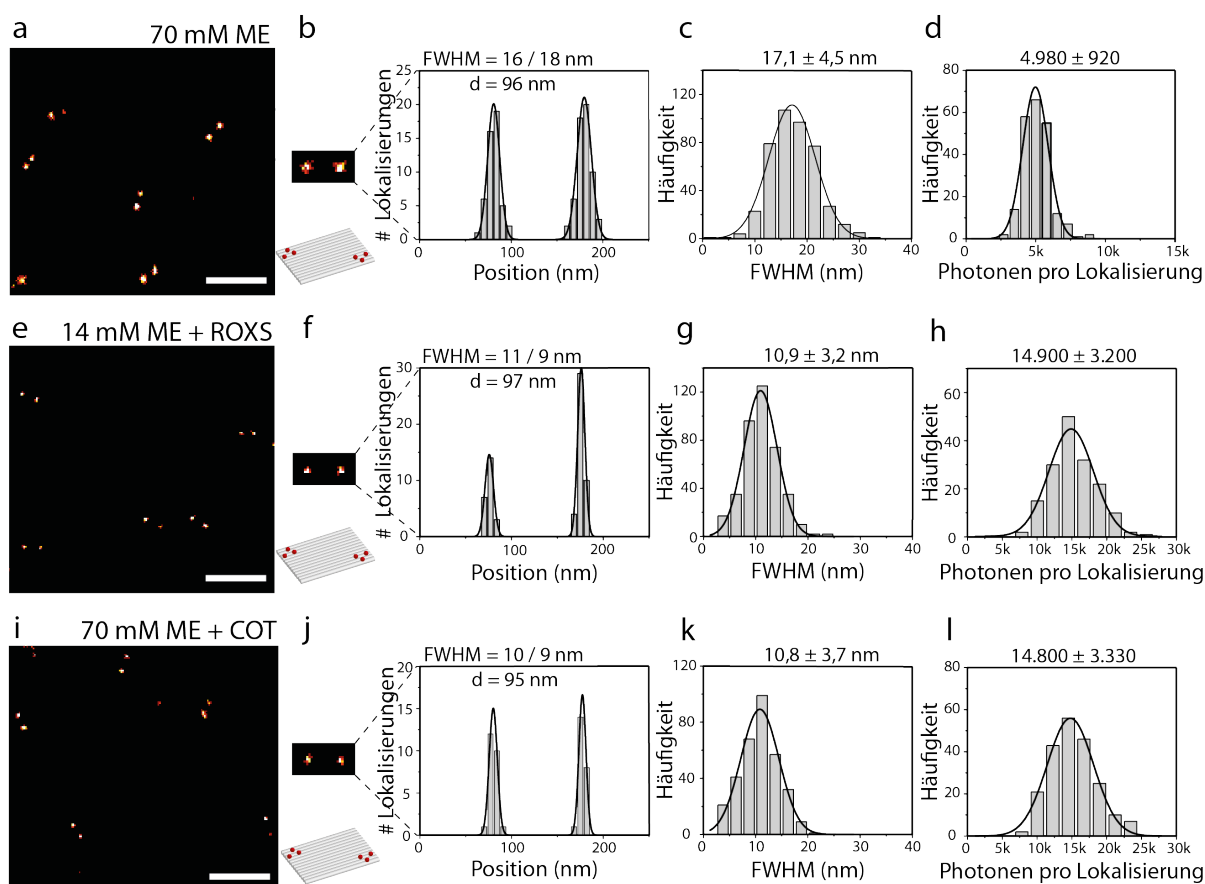 a
70 mM ME
b
FWHM = 16 / 18 nm
d = 96 nm
# Lokalisierungen
25
20
15
10
5
0
0 100 200
Position (nm)
c
17,1 ± 4,5 nm
Häufigkeit
120
80
40
0
0 10 20 30 40
FWHM (nm)
d
4.980 ± 920
Häufigkeit
80
60
40
20
0
0 5k 10k 15k
Photonen pro Lokalisierung
e
14 mM ME + ROXS
f
FWHM = 11 / 9 nm
d = 97 nm
# Lokalisierungen
30
20
10
0
0 100 200
Position (nm)
g
10,9 ± 3,2 nm
Häufigkeit
120
80
40
0
0 10 20 30 40
FWHM (nm)
h
14.900 ± 3.200
Häufigkeit
60
40
20
0
0 5k 10k 15k 20k 25k 30k
Photonen pro Lokalisierung
i
70 mM ME + COT
j
FWHM = 10 / 9 nm
d = 95 nm
# Lokalisierungen
20
15
10
5
0
0 100 200
Position (nm)
k
10,8 ± 3,7 nm
Häufigkeit
120
80
40
0
0 10 20 30 40
FWHM (nm)
l
14.800 ± 3.330
Häufigkeit
80
60
40
20
0
0 5k 10k 15k 20k 25k 30k
Photonen pro Lokalisierung